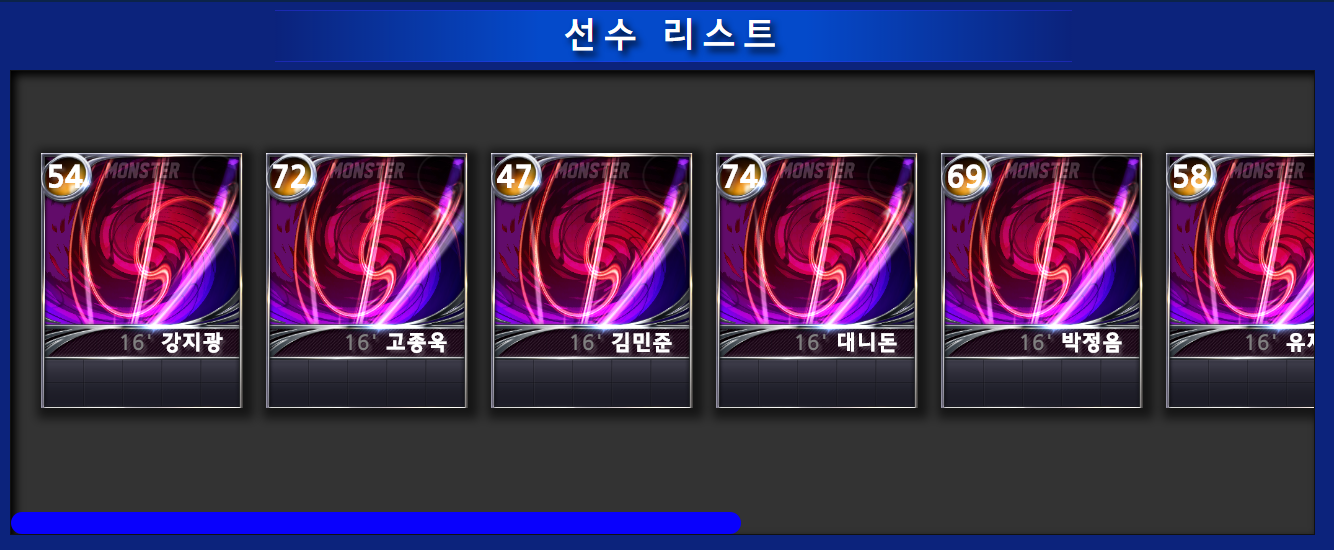 선수 리스트
54 MONSTER
16' 강지광
72 MONSTER
16' 고종욱
47 MONSTER
16' 김민준
74 MONSTER
16' 대니돈
69 MONSTER
16' 박정음
58 MONSTER
16'